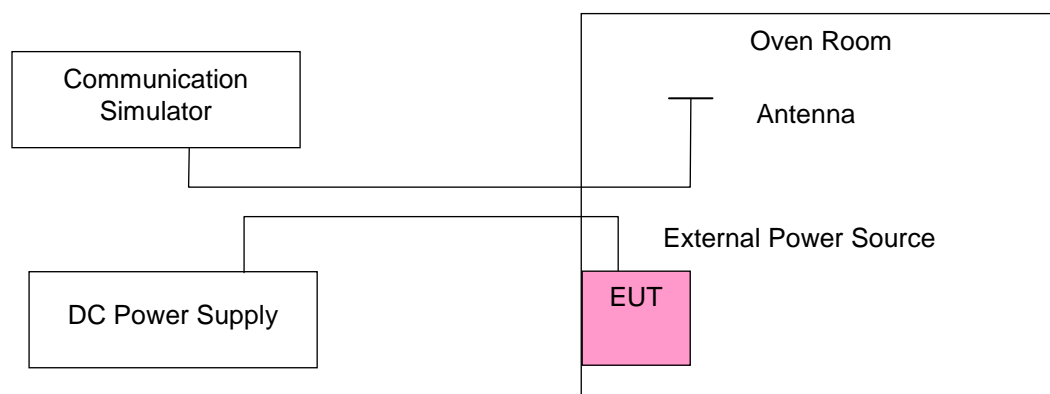 Oven Room
Communication
Simulator
Antenna
External Power Source
EUT
DC Power Supply